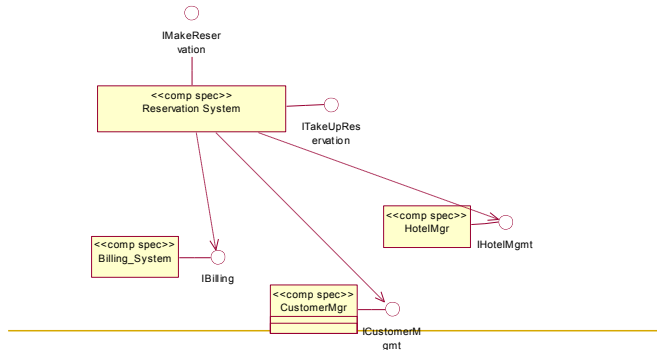 IMakeReser
vation
<<comp spec>>
Reservation System
ITakeUpRes
ervation
<<comp spec>>
HotelMgr
IHotelMgmt
<<comp spec>>
Billing_System
IBilling
<<comp spec>>
CustomerMgr
ICustomerM
gmt